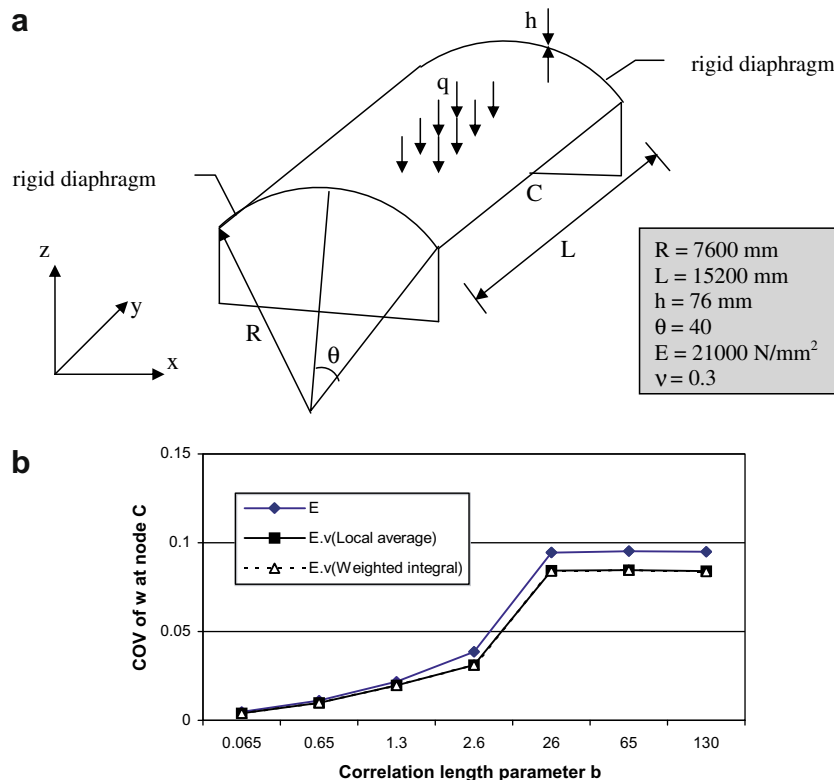 a
h
rigid diaphragm
q
rigid diaphragm
C
L
z
y
x
R
θ
R = 7600 mm
L = 15200 mm
h = 76 mm
θ = 40
E = 21000 N/mm²
ν = 0.3
b
0.15
0.1
0.05
0
COV of w at node C
E
E.v(Local average)
E.v(Weighted integral)
0.065 0.65 1.3 2.6 26 65 130
Correlation length parameter b